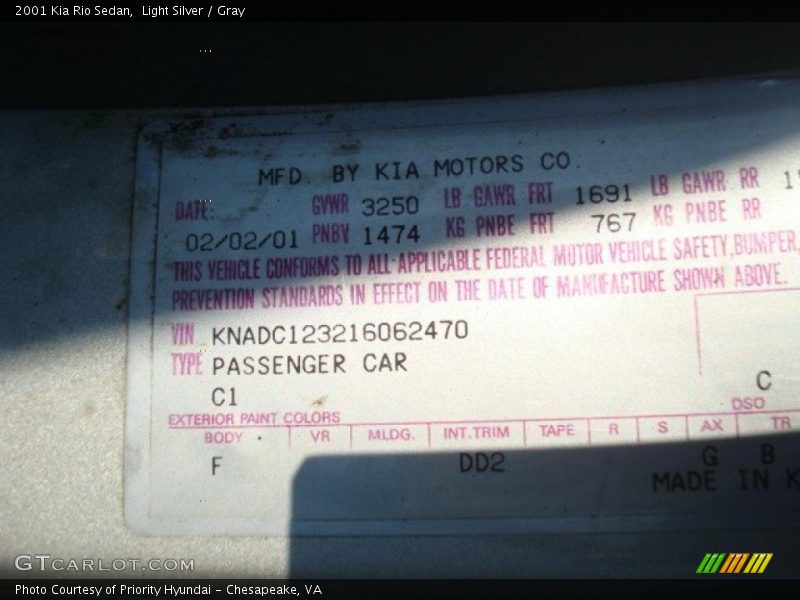 2001 Kia Rio Sedan,  Light Silver / Gray
MFD BY KIA MOTORS CO
DATE: GVWR 3250 LB GAWR FRT 1691 LB GAWR RR
02/02/01 PNBV 1474 KG PNBE FRT 767 KG PNBE RR
THIS VEHICLE CONFORMS TO ALL APPLICABLE FEDERAL MOTOR VEHICLE SAFETY, BUMPER,
PREVENTION STANDARDS IN EFFECT ON THE DATE OF MANUFACTURE SHOWN ABOVE.
VIN KNADC123216062470
TYPE PASSENGER CAR
C1 C
EXTERIOR PAINT COLORS DSO
BODY VR MLDG. INT.TRIM TAPE R S AX TR
F DD2 G B
MADE IN K
GTCARLOT.COM
Photo Courtesy of Priority Hyundai - Chesapeake, VA